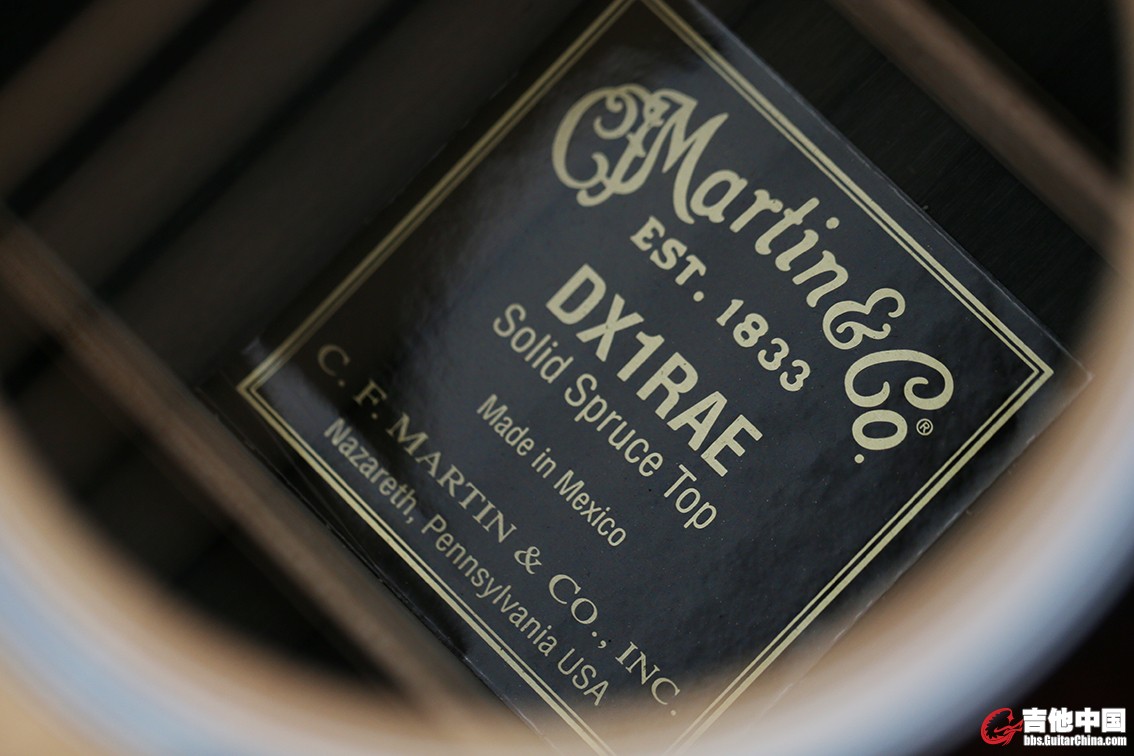 CFMartin & Co.®
EST. 1833
DX1RAE
Solid Spruce Top
Made in Mexico
C. F. MARTIN & CO., INC.
Nazareth, Pennsylvania USA
吉他中国
bbs.GuitarChina.com